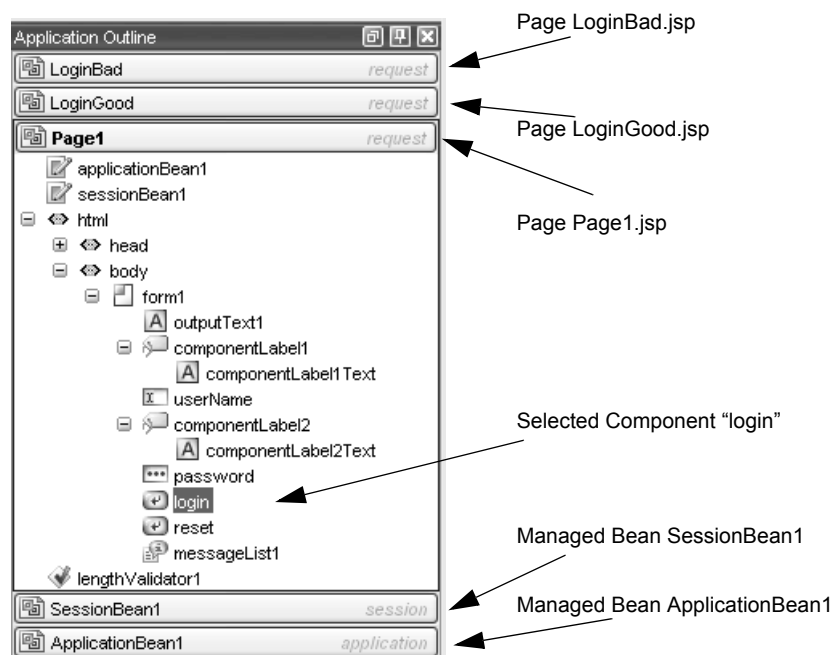 Page LoginBad.jsp
Application Outline
LoginBad request
LoginGood request
Page LoginGood.jsp
Page1 request
applicationBean1
sessionBean1
Page Page1.jsp
html
head
body
form1
outputText1
componentLabel1
componentLabel1Text
userName
Selected Component “login”
componentLabel2
componentLabel2Text
password
login
reset
Managed Bean SessionBean1
messageList1
lengthValidator1
SessionBean1 session
Managed Bean ApplicationBean1
ApplicationBean1 application